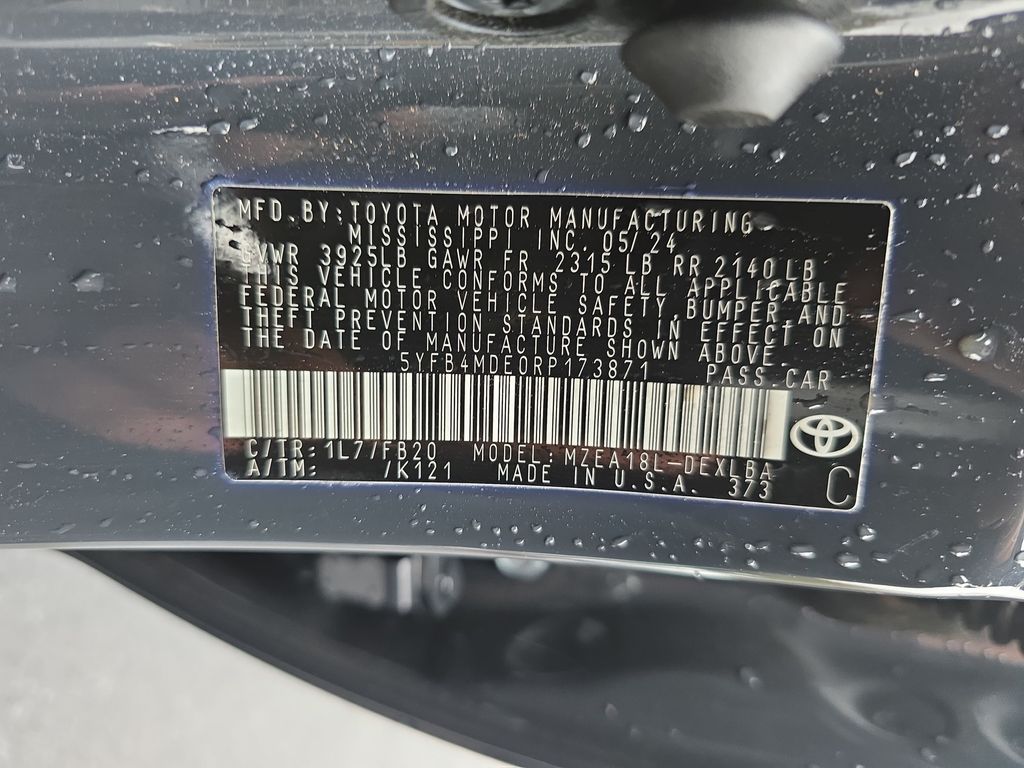 MFD. BY: TOYOTA MOTOR MANUFACTURING
MISSISSIPPI INC. 05/24
GVWR 3925LB GAWR FR 2315 LB RR 2140 LB
THIS VEHICLE CONFORMS TO ALL APPLICABLE
FEDERAL MOTOR VEHICLE SAFETY, BUMPER AND
THEFT PREVENTION STANDARDS IN EFFECT ON
THE DATE OF MANUFACTURE SHOWN ABOVE
5YFB4MDE0RP173871 PASS.CAR
C/TR: 1L7/FB20 MODEL: MZEA18L-DEXLBA
A/TM: /K121 MADE IN U.S.A. 373
C